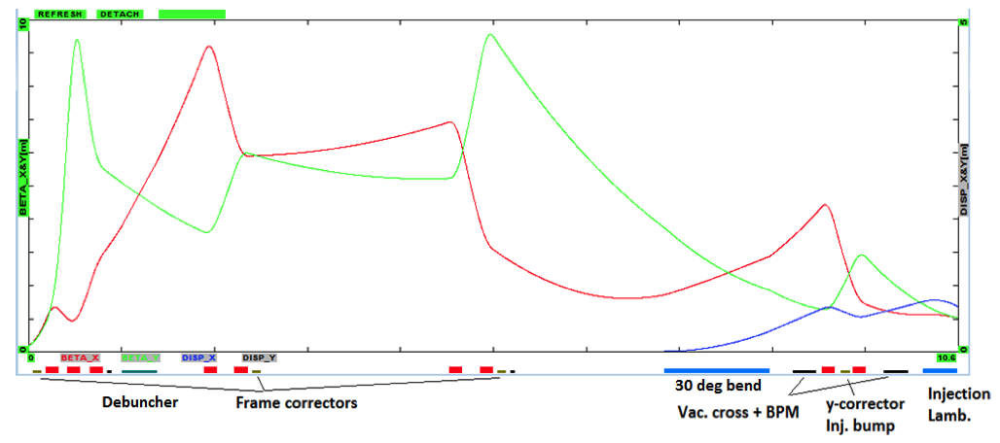 REFRESH DETACH
10
5
BETA_X&Y[m]
DISP_X&Y[m]
0
0
0 BETA_X BETA_Y DISP_X DISP_Y 10.6
Debuncher
Frame correctors
30 deg bend
Vac. cross + BPM
y-corrector
Inj. bump
Injection
Lamb.